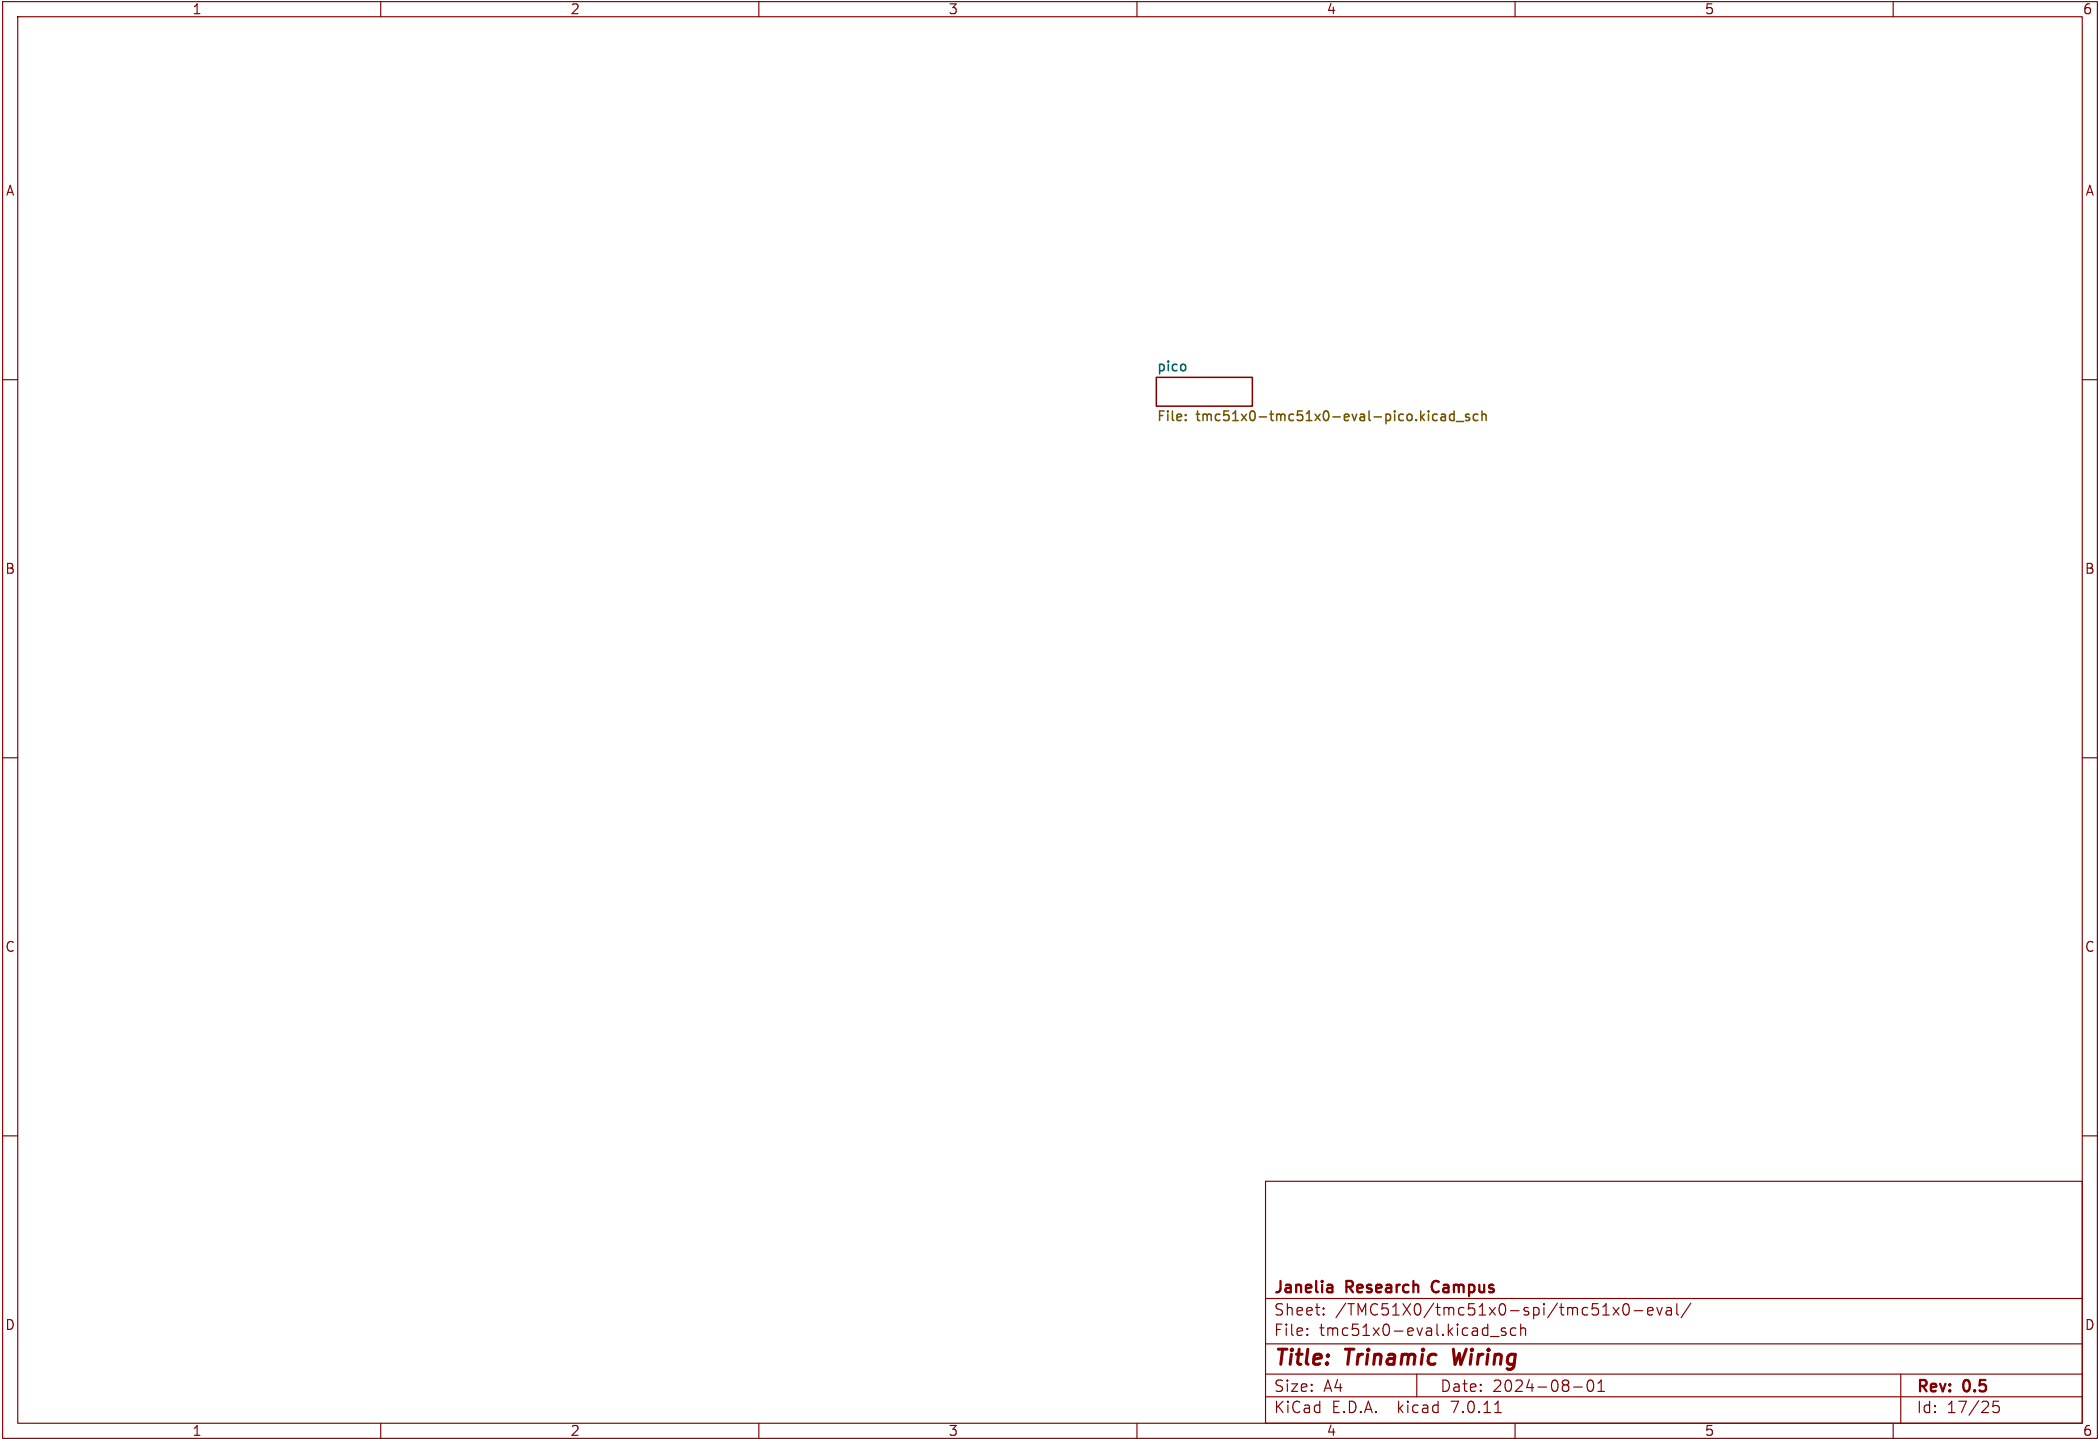 1 2 3 4 5 6
A A
pico
File: tmc51x0-tmc51x0-eval-pico.kicad_sch
B B
C C
Janelia Research Campus
Sheet: /TMC51X0/tmc51x0-spi/tmc51x0-eval/
D D
File: tmc51x0-eval.kicad_sch
Title: Trinamic Wiring
Size: A4 Date: 2024-08-01 Rev: 0.5
KiCad E.D.A. kicad 7.0.11 Id: 17/25
1 2 3 4 5 6